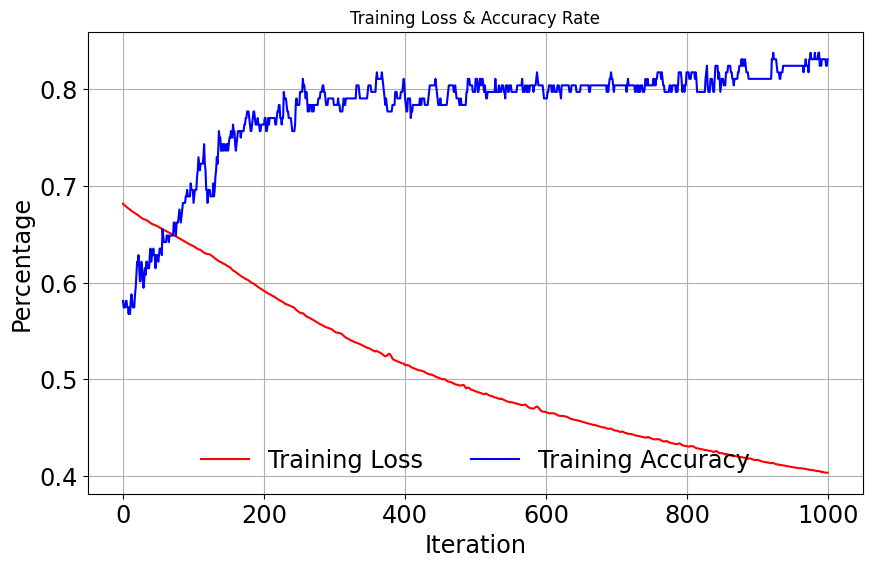 Training Loss & Accuracy Rate
Percentage
0.8
0.7
0.6
0.5
0.4
Training Loss Training Accuracy
0 200 400 600 800 1000
Iteration